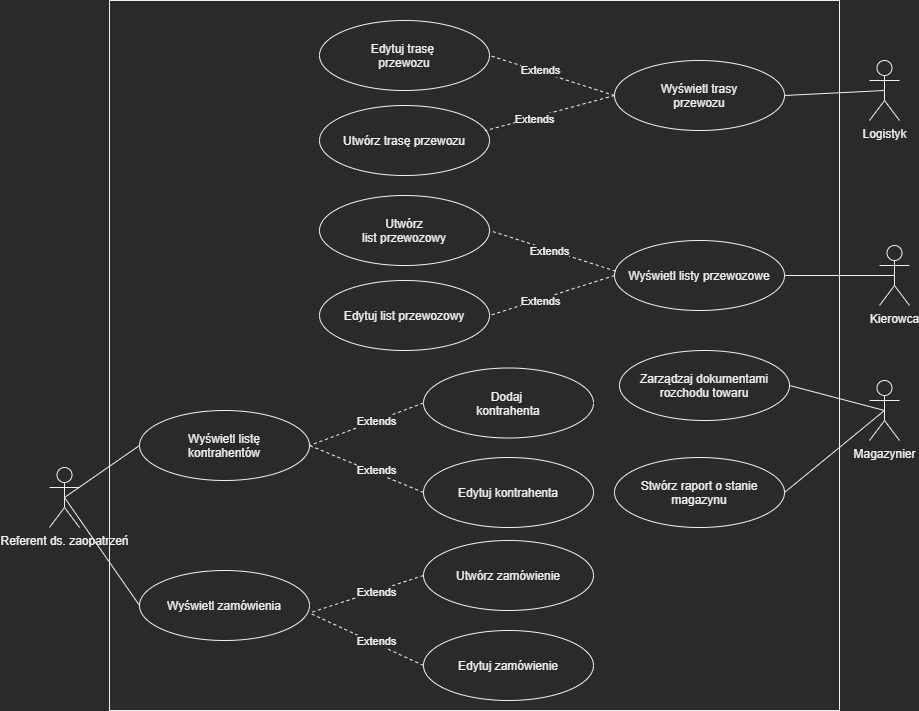 Edytuj trasę
przewozu
Extends
Wyświetl trasy
przewozu
Extends
Utwórz trasę przewozu
Logistyk
Utwórz
list przewozowy
Extends
Wyświetl listy przewozowe
Extends
Edytuj list przewozowy
Kierowca
Zarządzaj dokumentami
rozchodu towaru
Dodaj
kontrahenta
Extends
Wyświetl listę
kontrahentów
Magazynier
Extends
Edytuj kontrahenta
Stwórz raport o stanie
magazynu
Referent ds. zaopatrzeń
Utwórz zamówienie
Extends
Wyświetl zamówienia
Extends
Edytuj zamówienie